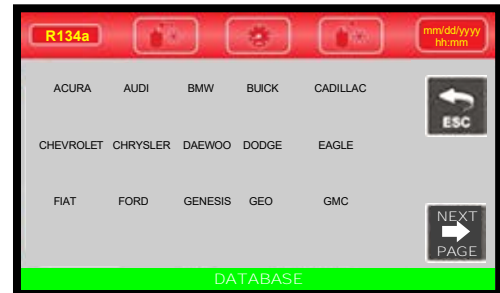 R134a
mm/dd/yyyy
hh:mm
ACURA AUDI BMW BUICK CADILLAC
ESC
CHEVROLET CHRYSLER DAEWOO DODGE EAGLE
FIAT FORD GENESIS GEO GMC
NEXT
PAGE
DATABASE